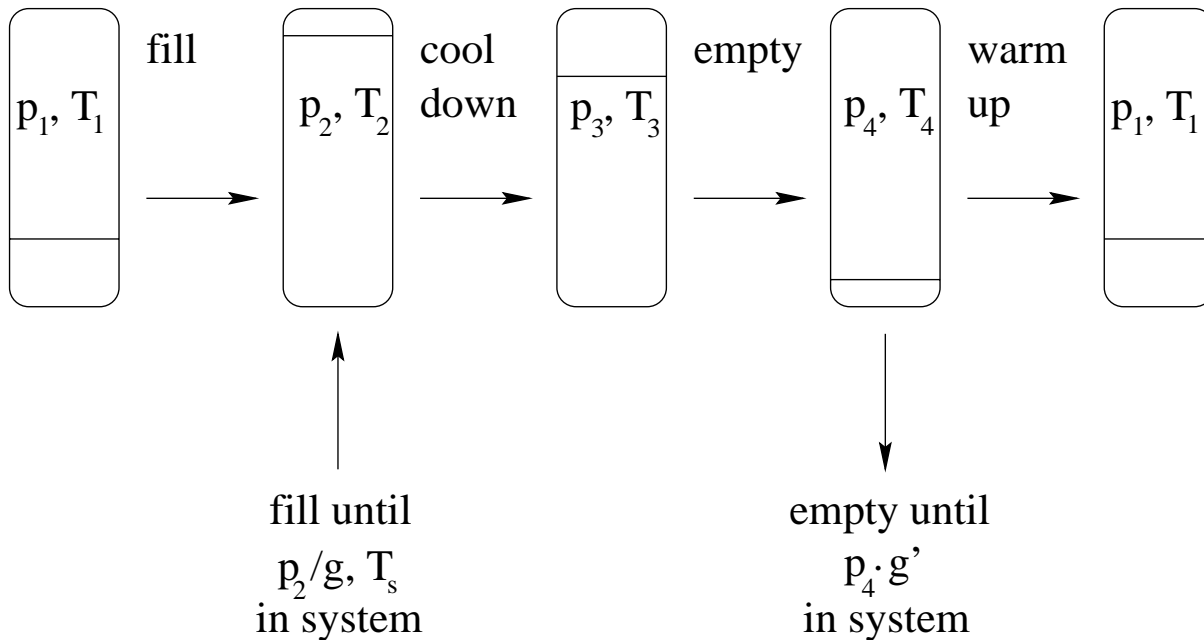 fill
cool
down
empty
warm
up
p₁, T₁
p₂, T₂
p₃, T₃
p₄, T₄
p₁, T₁
fill until
p₂/g, Tₛ
in system
empty until
p₄·g’
in system